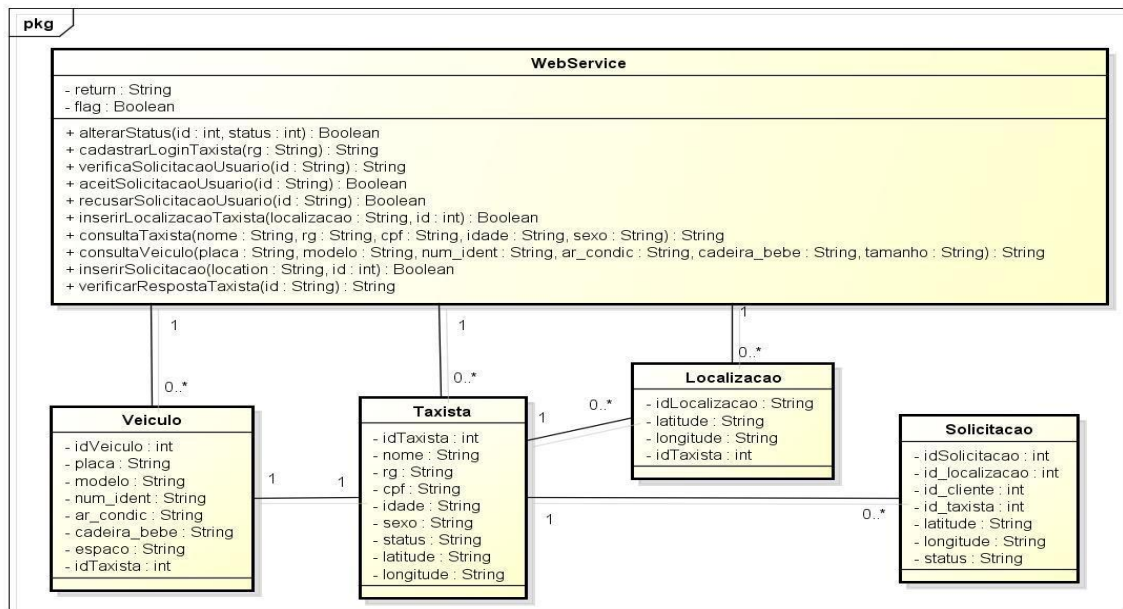 pkg
WebService
- return : String
- flag : Boolean
+ alterarStatus(id : int, status : int) : Boolean
+ cadastrarLoginTaxista(rg : String) : String
+ verificaSolicitacaoUsuario(id : String) : String
+ aceitSolicitacaoUsuario(id : String) : Boolean
+ recusarSolicitacaoUsuario(id : String) : Boolean
+ inserirLocalizacaoTaxista(localizacao : String, id : int) : Boolean
+ consultaTaxista(nome : String, rg : String, cpf : String, idade : String, sexo : String) : String
+ consultaVeiculo(placa : String, modelo : String, num_ident : String, ar_condic : String, cadeira_bebe : String, tamanho : String) : String
+ inserirSolicitacao(location : String, id : int) : Boolean
+ verificarRespostaTaxista(id : String) : String
1
1
1
0..*
0..*
0..*
Veiculo
- idVeiculo : int
- placa : String
- modelo : String
- num_ident : String
- ar_condic : String
- cadeira_bebe : String
- espaco : String
- idTaxista : int
1
1
Taxista
- idTaxista : int
- nome : String
- rg : String
- cpf : String
- idade : String
- sexo : String
- status : String
- latitude : String
- longitude : String
1
0..*
Localizacao
- idLocalizacao : String
- latitude : String
- longitude : String
- idTaxista : int
1
0..*
Solicitacao
- idSolicitacao : int
- id_localizacao : int
- id_cliente : int
- id_taxista : int
- latitude : String
- longitude : String
- status : String